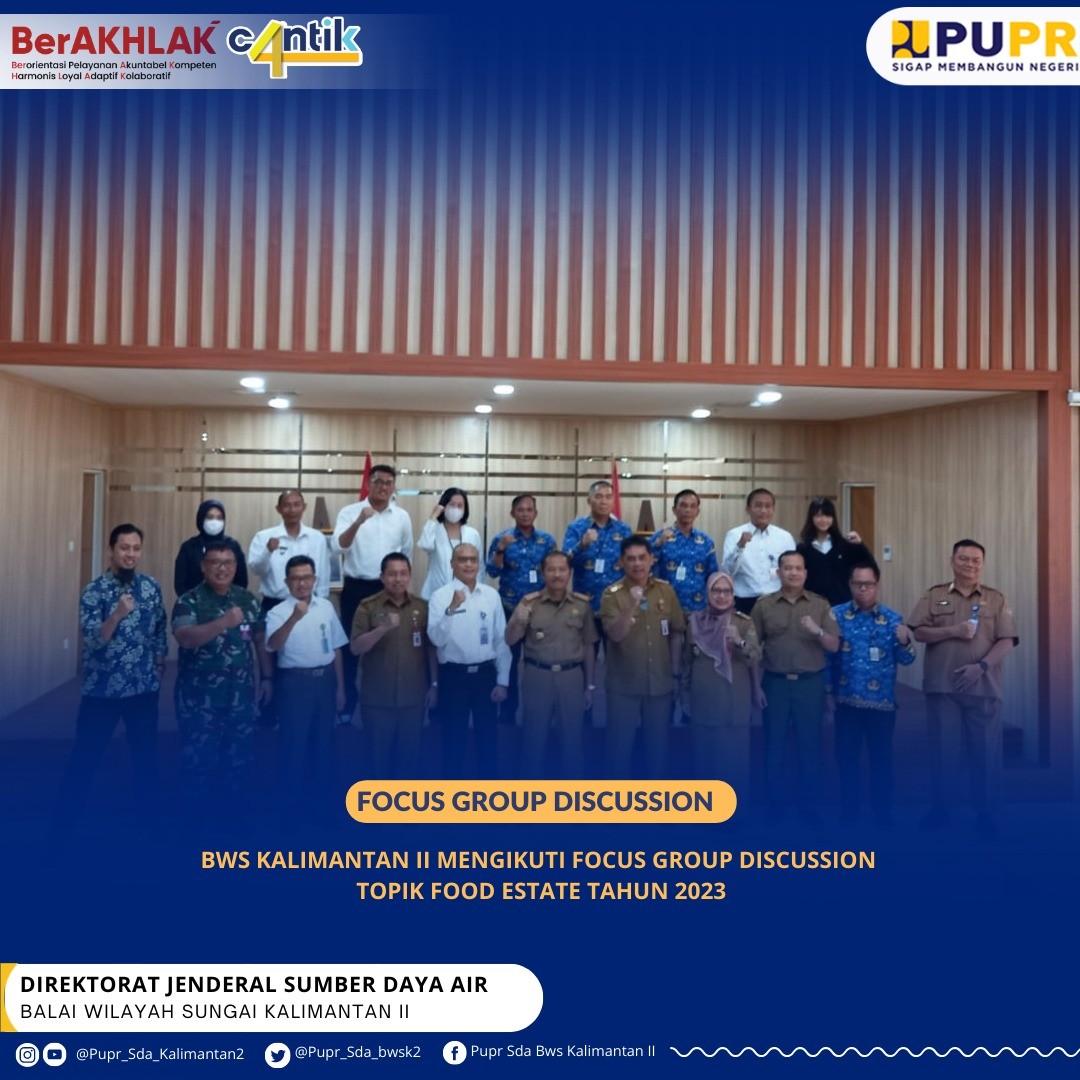 BerAKHLAK
Berorientasi Pelayanan Akuntabel Kompeten
Harmonis Loyal Adaptif Kolaboratif
c4ntik
PUPR
SIGAP MEMBANGUN NEGERI
FOCUS GROUP DISCUSSION
BWS KALIMANTAN II MENGIKUTI FOCUS GROUP DISCUSSION
TOPIK FOOD ESTATE TAHUN 2023
DIREKTORAT JENDERAL SUMBER DAYA AIR
BALAI WILAYAH SUNGAI KALIMANTAN II
@Pupr_Sda_Kalimantan2
@Pupr_Sda_bwsk2
Pupr Sda Bws Kalimantan II